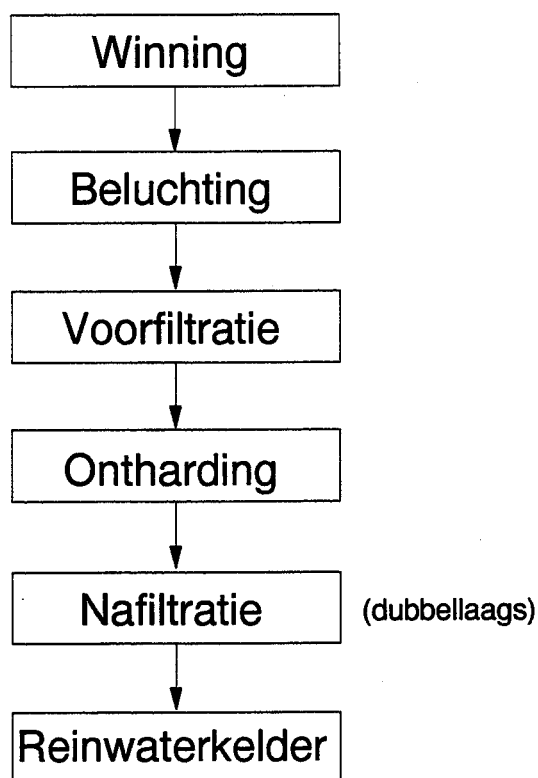 Winning
Beluchting
Voorfiltratie
Ontharding
Nafiltratie (dubbellaags)
Reinwaterkelder